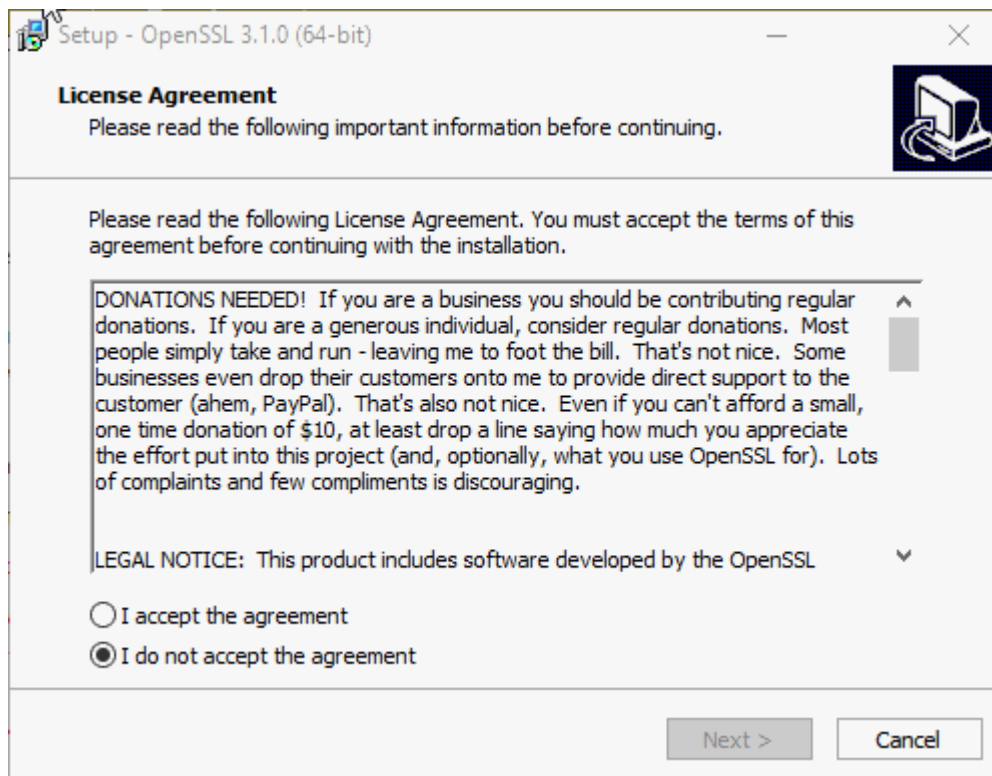 Setup - OpenSSL 3.1.0 (64-bit)
License Agreement
Please read the following important information before continuing.
Please read the following License Agreement. You must accept the terms of this
agreement before continuing with the installation.
DONATIONS NEEDED!  If you are a business you should be contributing regular
donations.  If you are a generous individual, consider regular donations.  Most
people simply take and run - leaving me to foot the bill.  That's not nice.  Some
businesses even drop their customers onto me to provide direct support to the
customer (ahem, PayPal).  That's also not nice.  Even if you can't afford a small,
one time donation of $10, at least drop a line saying how much you appreciate
the effort put into this project (and, optionally, what you use OpenSSL for).  Lots
of complaints and few compliments is discouraging.
LEGAL NOTICE:  This product includes software developed by the OpenSSL
I accept the agreement
I do not accept the agreement
Next >
Cancel